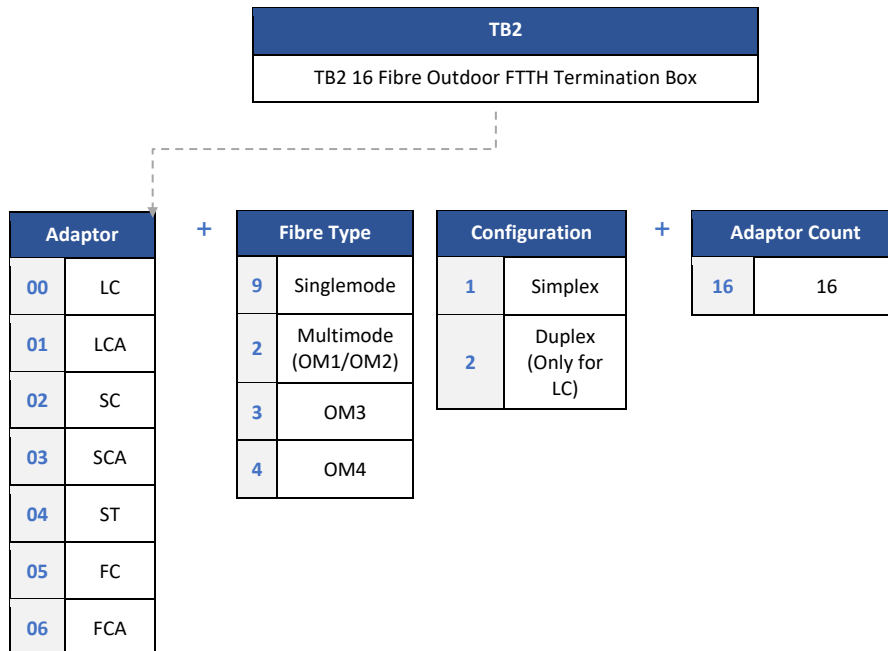 TB2
TB2 16 Fibre Outdoor FTTH Termination Box
Adaptor
00 LC
01 LCA
02 SC
03 SCA
04 ST
05 FC
06 FCA
+
Fibre Type
9 Singlemode
2 Multimode
(OM1/OM2)
3 OM3
4 OM4
Configuration
1 Simplex
2 Duplex
(Only for
LC)
+
Adaptor Count
16 16